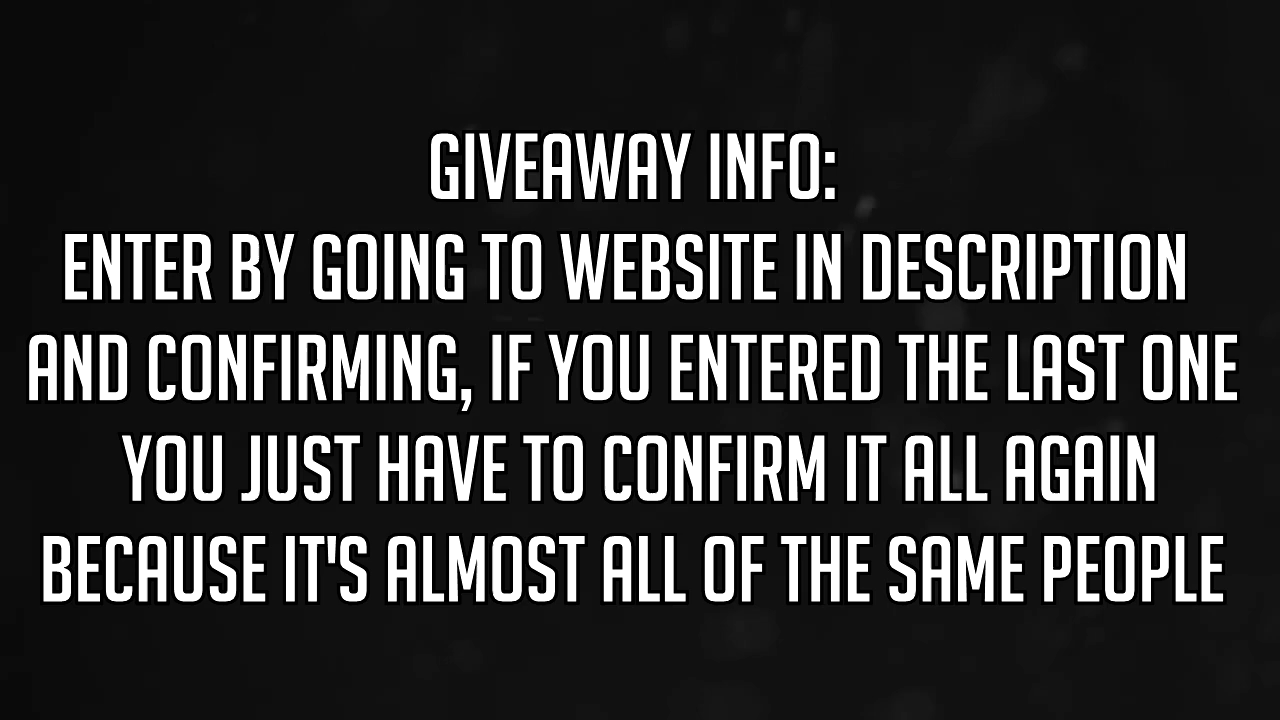 GIVEAWAY INFO:
ENTER BY GOING TO WEBSITE IN DESCRIPTION
AND CONFIRMING, IF YOU ENTERED THE LAST ONE
YOU JUST HAVE TO CONFIRM IT ALL AGAIN
BECAUSE IT'S ALMOST ALL OF THE SAME PEOPLE